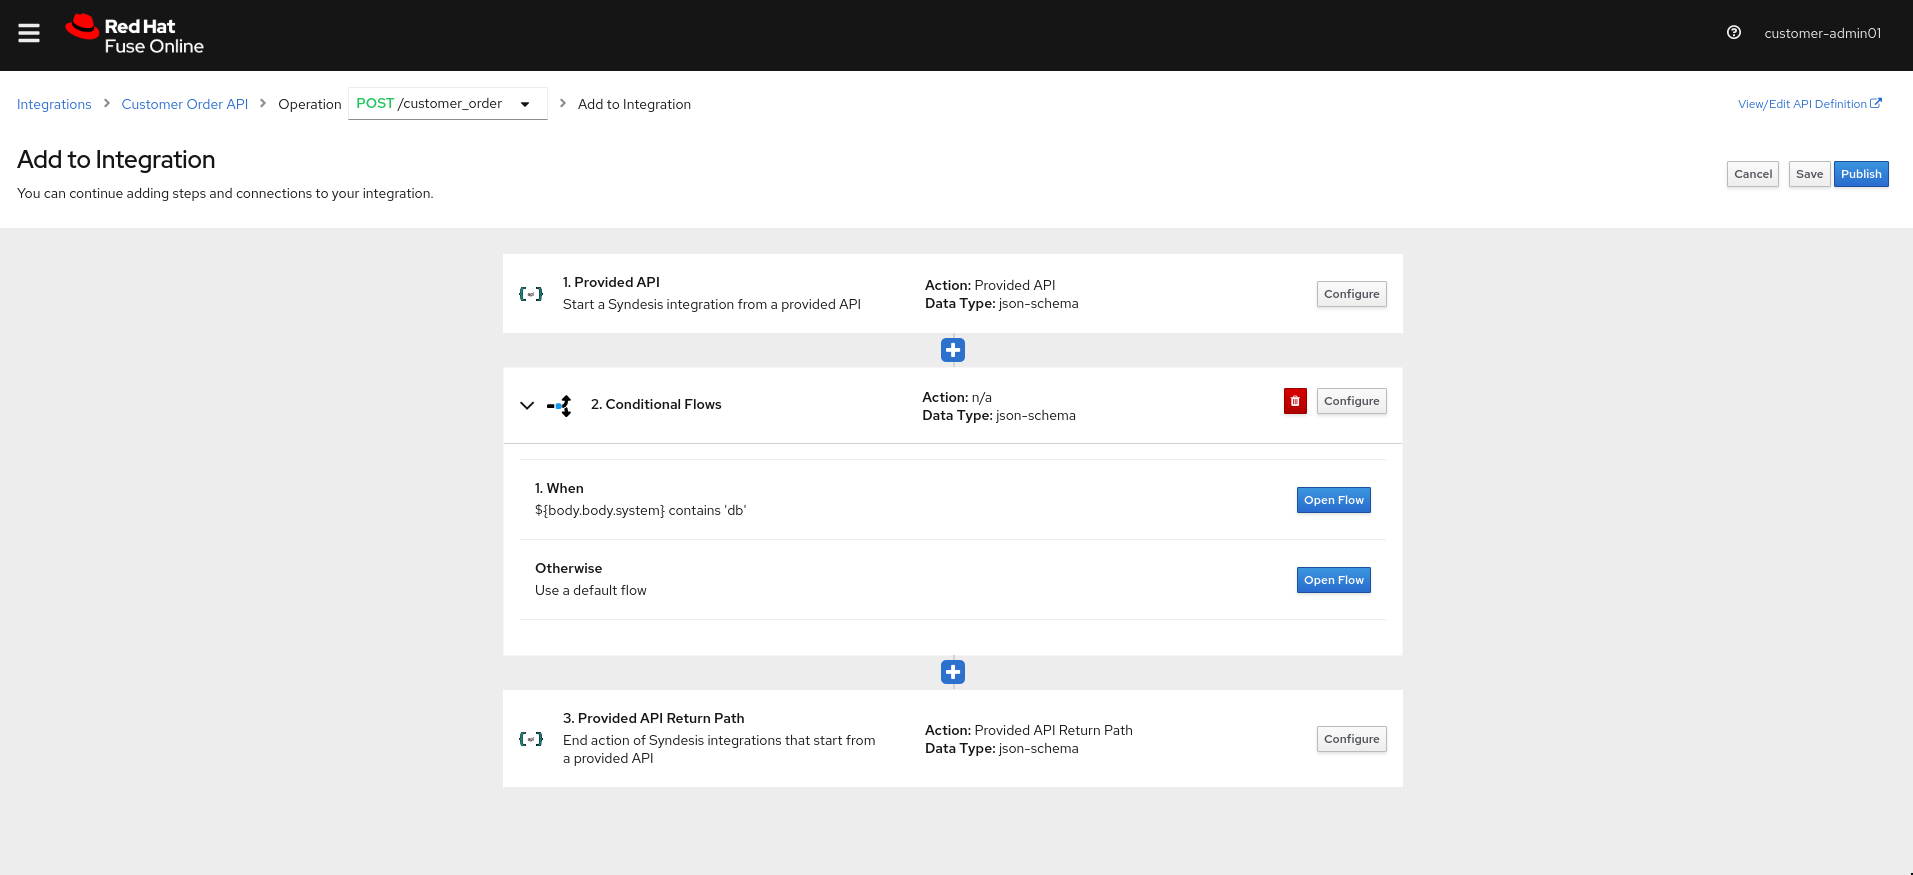 Red Hat
Fuse Online
customer-admin01
Integrations > Customer Order API > Operation POST /customer_order > Add to Integration
View/Edit API Definition
Add to Integration
You can continue adding steps and connections to your integration.
Cancel Save Publish
1. Provided API
Start a Syndesis integration from a provided API
Action: Provided API
Data Type: json-schema
Configure
2. Conditional Flows
Action: n/a
Data Type: json-schema
Configure
1. When
${body.body.system} contains 'db'
Open Flow
Otherwise
Use a default flow
Open Flow
3. Provided API Return Path
End action of Syndesis integrations that start from
a provided API
Action: Provided API Return Path
Data Type: json-schema
Configure